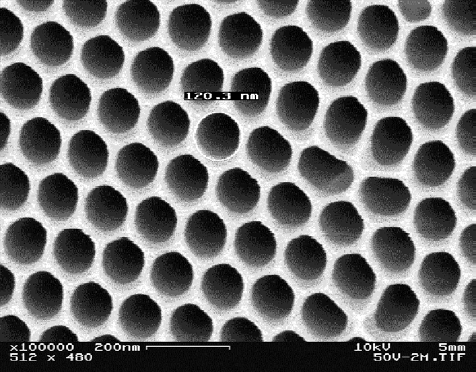 120.3 nm
x100000 200nm 10kV 5mm
512 x 480 50V-2H.TIF